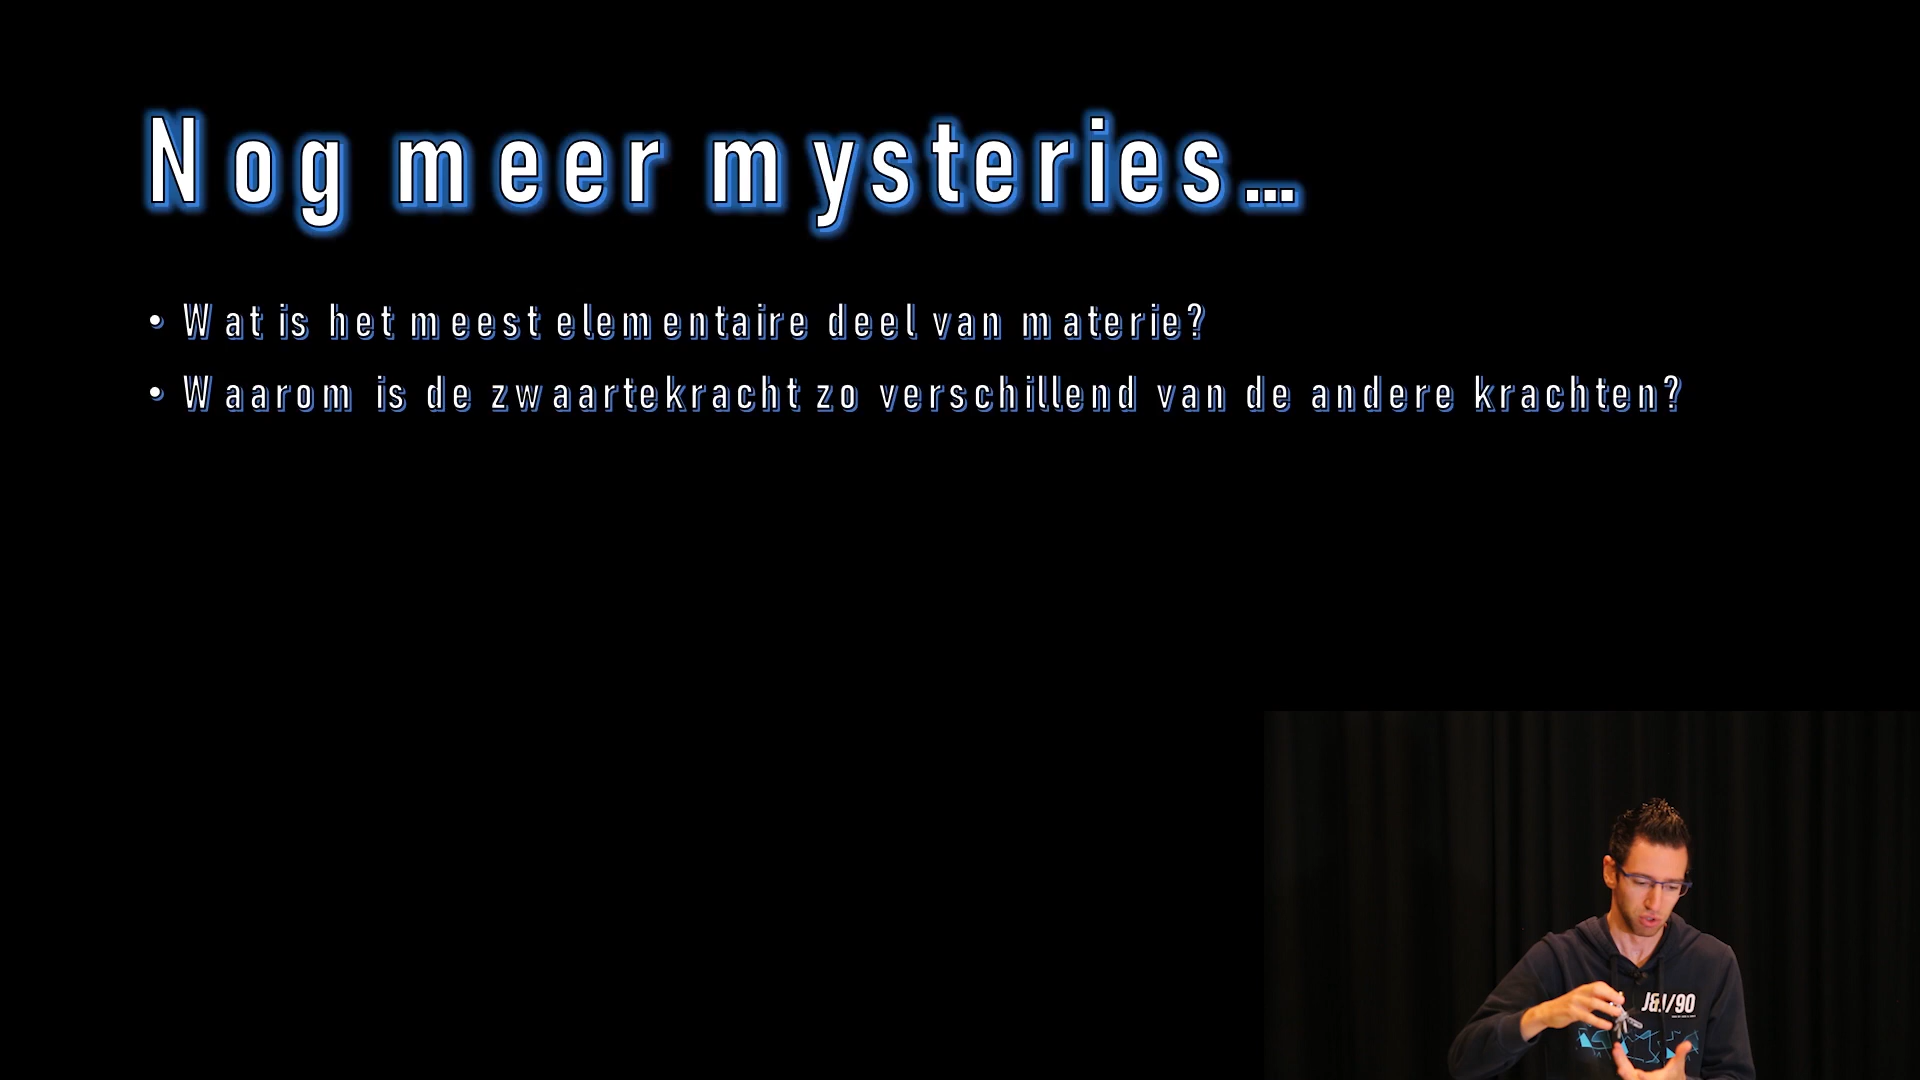 Nog meer mysteries...
• Wat is het meest elementaire deel van materie?
• Waarom is de zwaartekracht zo verschillend van de andere krachten?
J&J/90